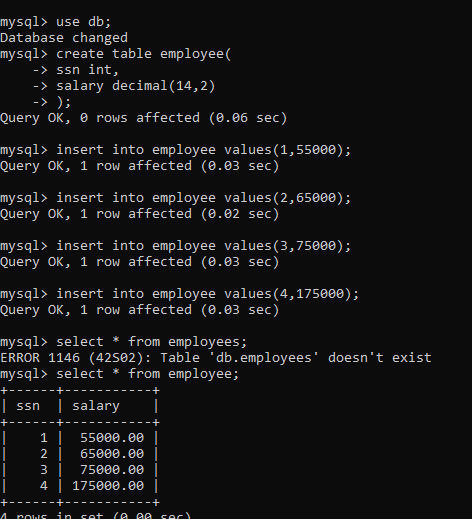 mysql> use db;
Database changed
mysql> create table employee(
    -> ssn int,
    -> salary decimal(14,2)
    -> );
Query OK, 0 rows affected (0.06 sec)

mysql> insert into employee values(1,55000);
Query OK, 1 row affected (0.03 sec)

mysql> insert into employee values(2,65000);
Query OK, 1 row affected (0.02 sec)

mysql> insert into employee values(3,75000);
Query OK, 1 row affected (0.03 sec)

mysql> insert into employee values(4,175000);
Query OK, 1 row affected (0.03 sec)

mysql> select * from employees;
ERROR 1146 (42S02): Table 'db.employees' doesn't exist
mysql> select * from employee;
+------+-----------+
| ssn  | salary    |
+------+-----------+
|    1 |  55000.00 |
|    2 |  65000.00 |
|    3 |  75000.00 |
|    4 | 175000.00 |
+------+-----------+
4 rows in set (0.00 sec)